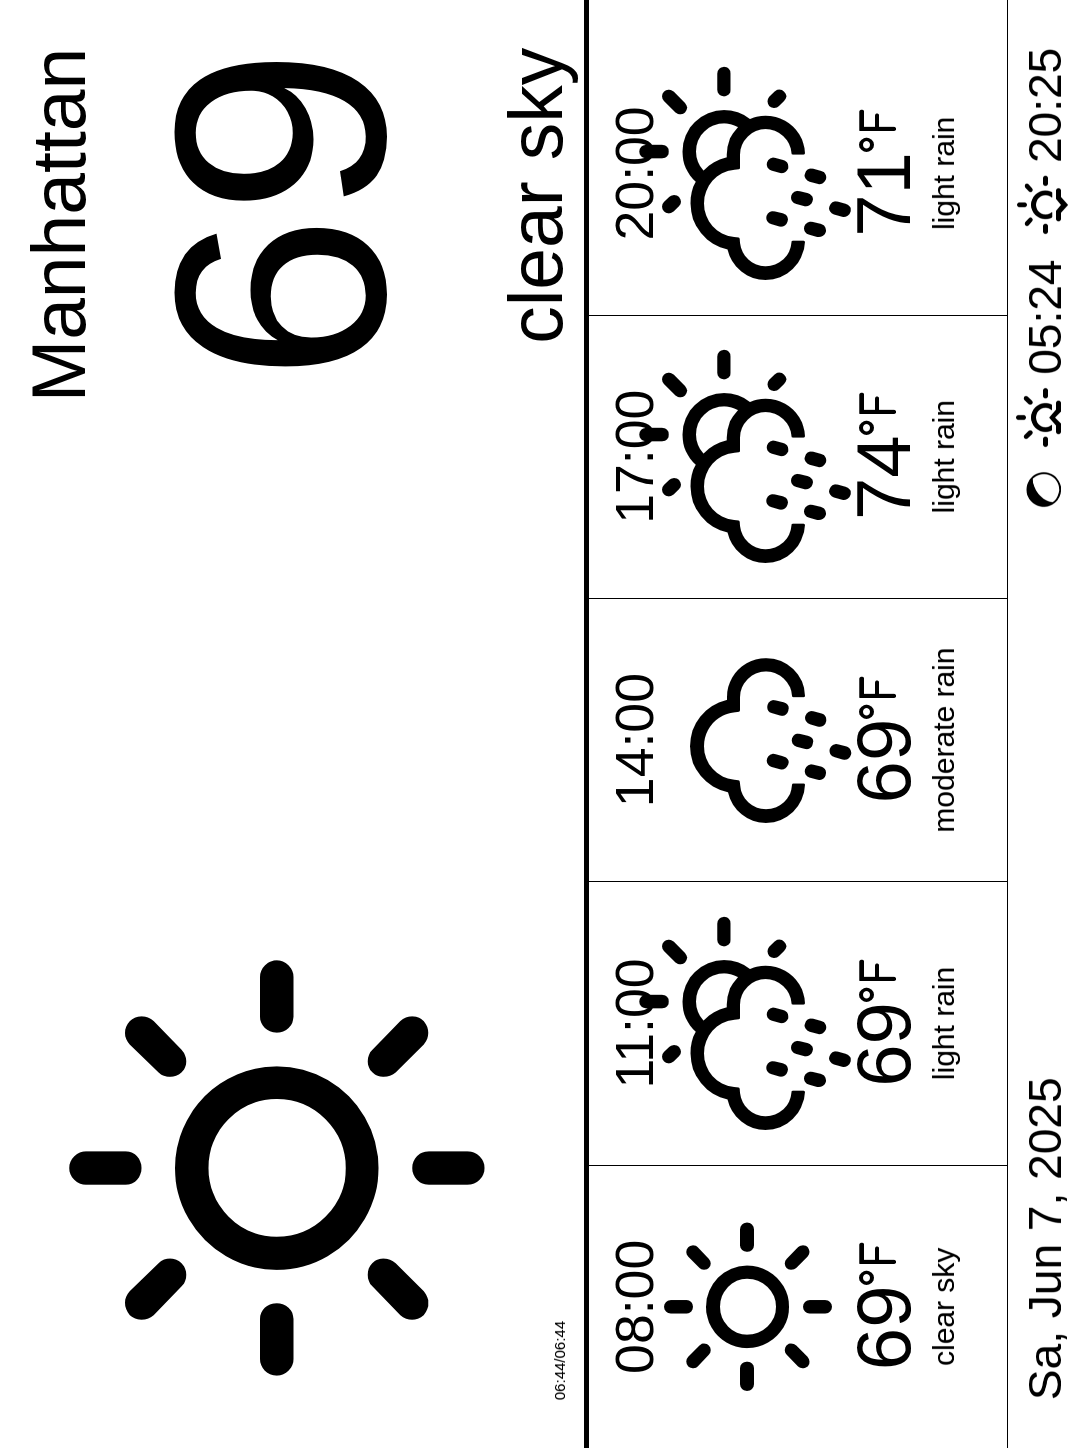 Manhattan
69
clear sky
06:44/06:44
08:00
69°F
clear sky
11:00
69°F
light rain
14:00
69°F
moderate rain
17:00
74°F
light rain
20:00
71°F
light rain
Sa, Jun 7, 2025
05:24 20:25